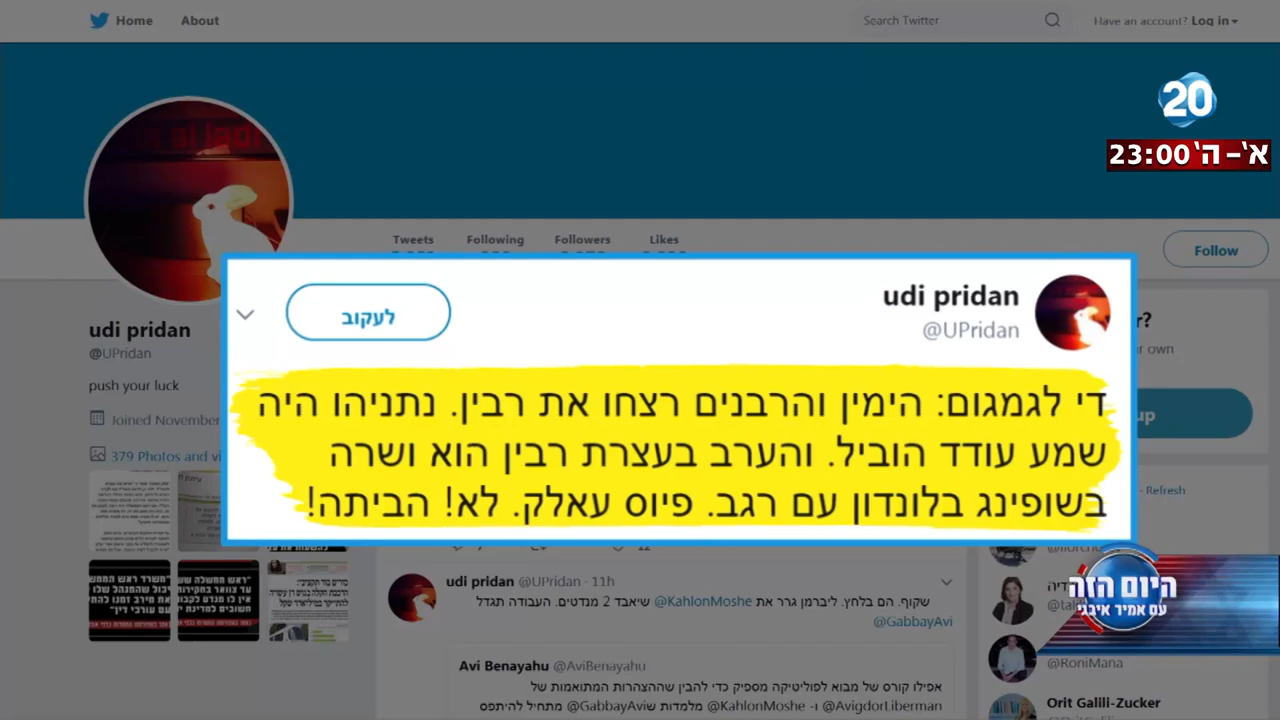 Home About
Search Twitter
Have an account? Log in
20
א'-ה' 23:00
Tweets Following Followers Likes
Follow
udi pridan
@UPridan
push your luck
Joined November
379 Photos and vi
udi pridan
@UPridan
לעקוב
די לגמגום: הימין והרבנים רצחו את רבין. נתניהו היה
שמע עודד הוביל. והערב בעצרת רבין הוא ושרה
בשופינג בלונדון עם רגב. פיוס עאלק. לא! הביתה!
Refresh
udi pridan @UPridan · 11h
שקוף. הם בלחץ. ליברמן גרר את @KahlonMoshe שיאבד 2 מנדטים. העבודה תגדל
@GabbayAvi
Avi Benayahu @AviBenayahu
אפילו קורס של מבוא לפוליטיקה מספיק כדי להבין שההצהרות המתואמות של
@AvigdorLiberman ו- @KahlonMoshe מלמדות ש@GabbayAvi מתחיל להיתפס
היום הזה
עם אמיר איבגי
@RoniMana
Orit Galili-Zucker